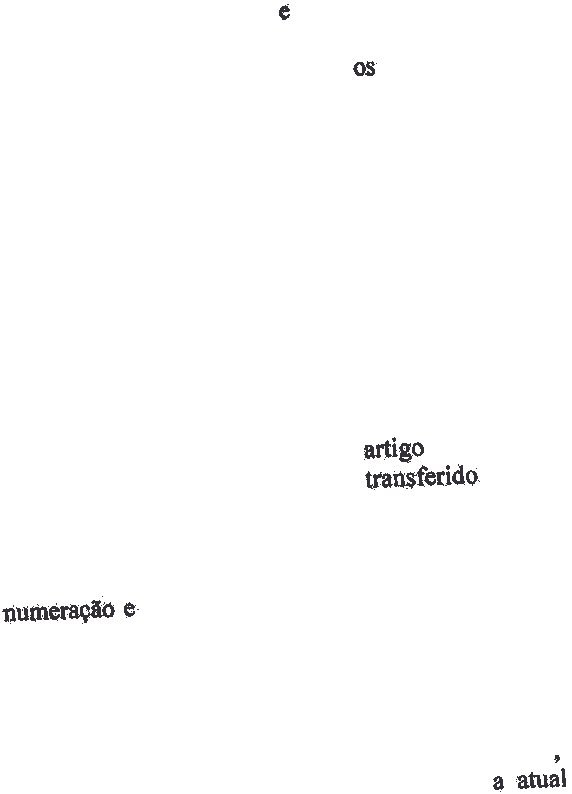 e
os
artigo
transferido
numeração e
,
a atual